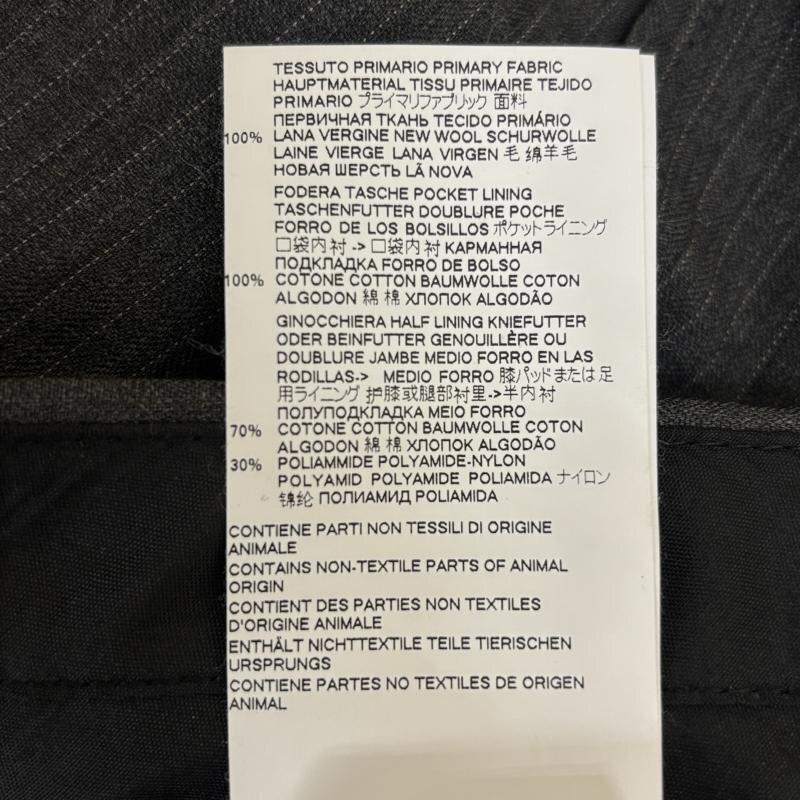 TESSUTO PRIMARIO PRIMARY FABRIC
HAUPTMATERIAL TISSU PRIMAIRE TEJIDO
PRIMARIO プライマリファブリック 面料
ПЕРВИЧНАЯ ТКАНЬ TECIDO PRIMÁRIO
100% LANA VERGINE NEW WOOL SCHURWOLLE
LAINE VIERGE LANA VIRGEN 毛 绵羊毛
НОВАЯ ШЕРСТЬ LÃ NOVA
FODERA TASCHE POCKET LINING
TASCHENFUTTER DOUBLURE POCHE
FORRO DE LOS BOLSILLOS ポケットライニング
口袋内衬 -> 口袋内衬 КАРМАННАЯ
ПОДКЛАДКА FORRO DE BOLSO
100% COTONE COTTON BAUMWOLLE COTON
ALGODON 綿 棉 ХЛОПОК ALGODÃO
GINOCCHIERA HALF LINING KNIEFUTTER
ODER BEINFUTTER GENOUILLÈRE OU
DOUBLURE JAMBE MEDIO FORRO EN LAS
RODILLAS-> MEDIO FORRO 膝パッドまたは足
用ライニング 护膝或腿部衬里->半内衬
ПОЛУПОДКЛАДКА MEIO FORRO
70% COTONE COTTON BAUMWOLLE COTON
ALGODON 綿 棉 ХЛОПОК ALGODÃO
30% POLIAMMIDE POLYAMIDE-NYLON
POLYAMID POLYAMIDE POLIAMIDA ナイロン
锦纶 ПОЛИАМИД POLIAMIDA
CONTIENE PARTI NON TESSILI DI ORIGINE
ANIMALE
CONTAINS NON-TEXTILE PARTS OF ANIMAL
ORIGIN
CONTIENT DES PARTIES NON TEXTILES
D'ORIGINE ANIMALE
ENTHÄLT NICHTTEXTILE TEILE TIERISCHEN
URSPRUNGS
CONTIENE PARTES NO TEXTILES DE ORIGEN
ANIMAL